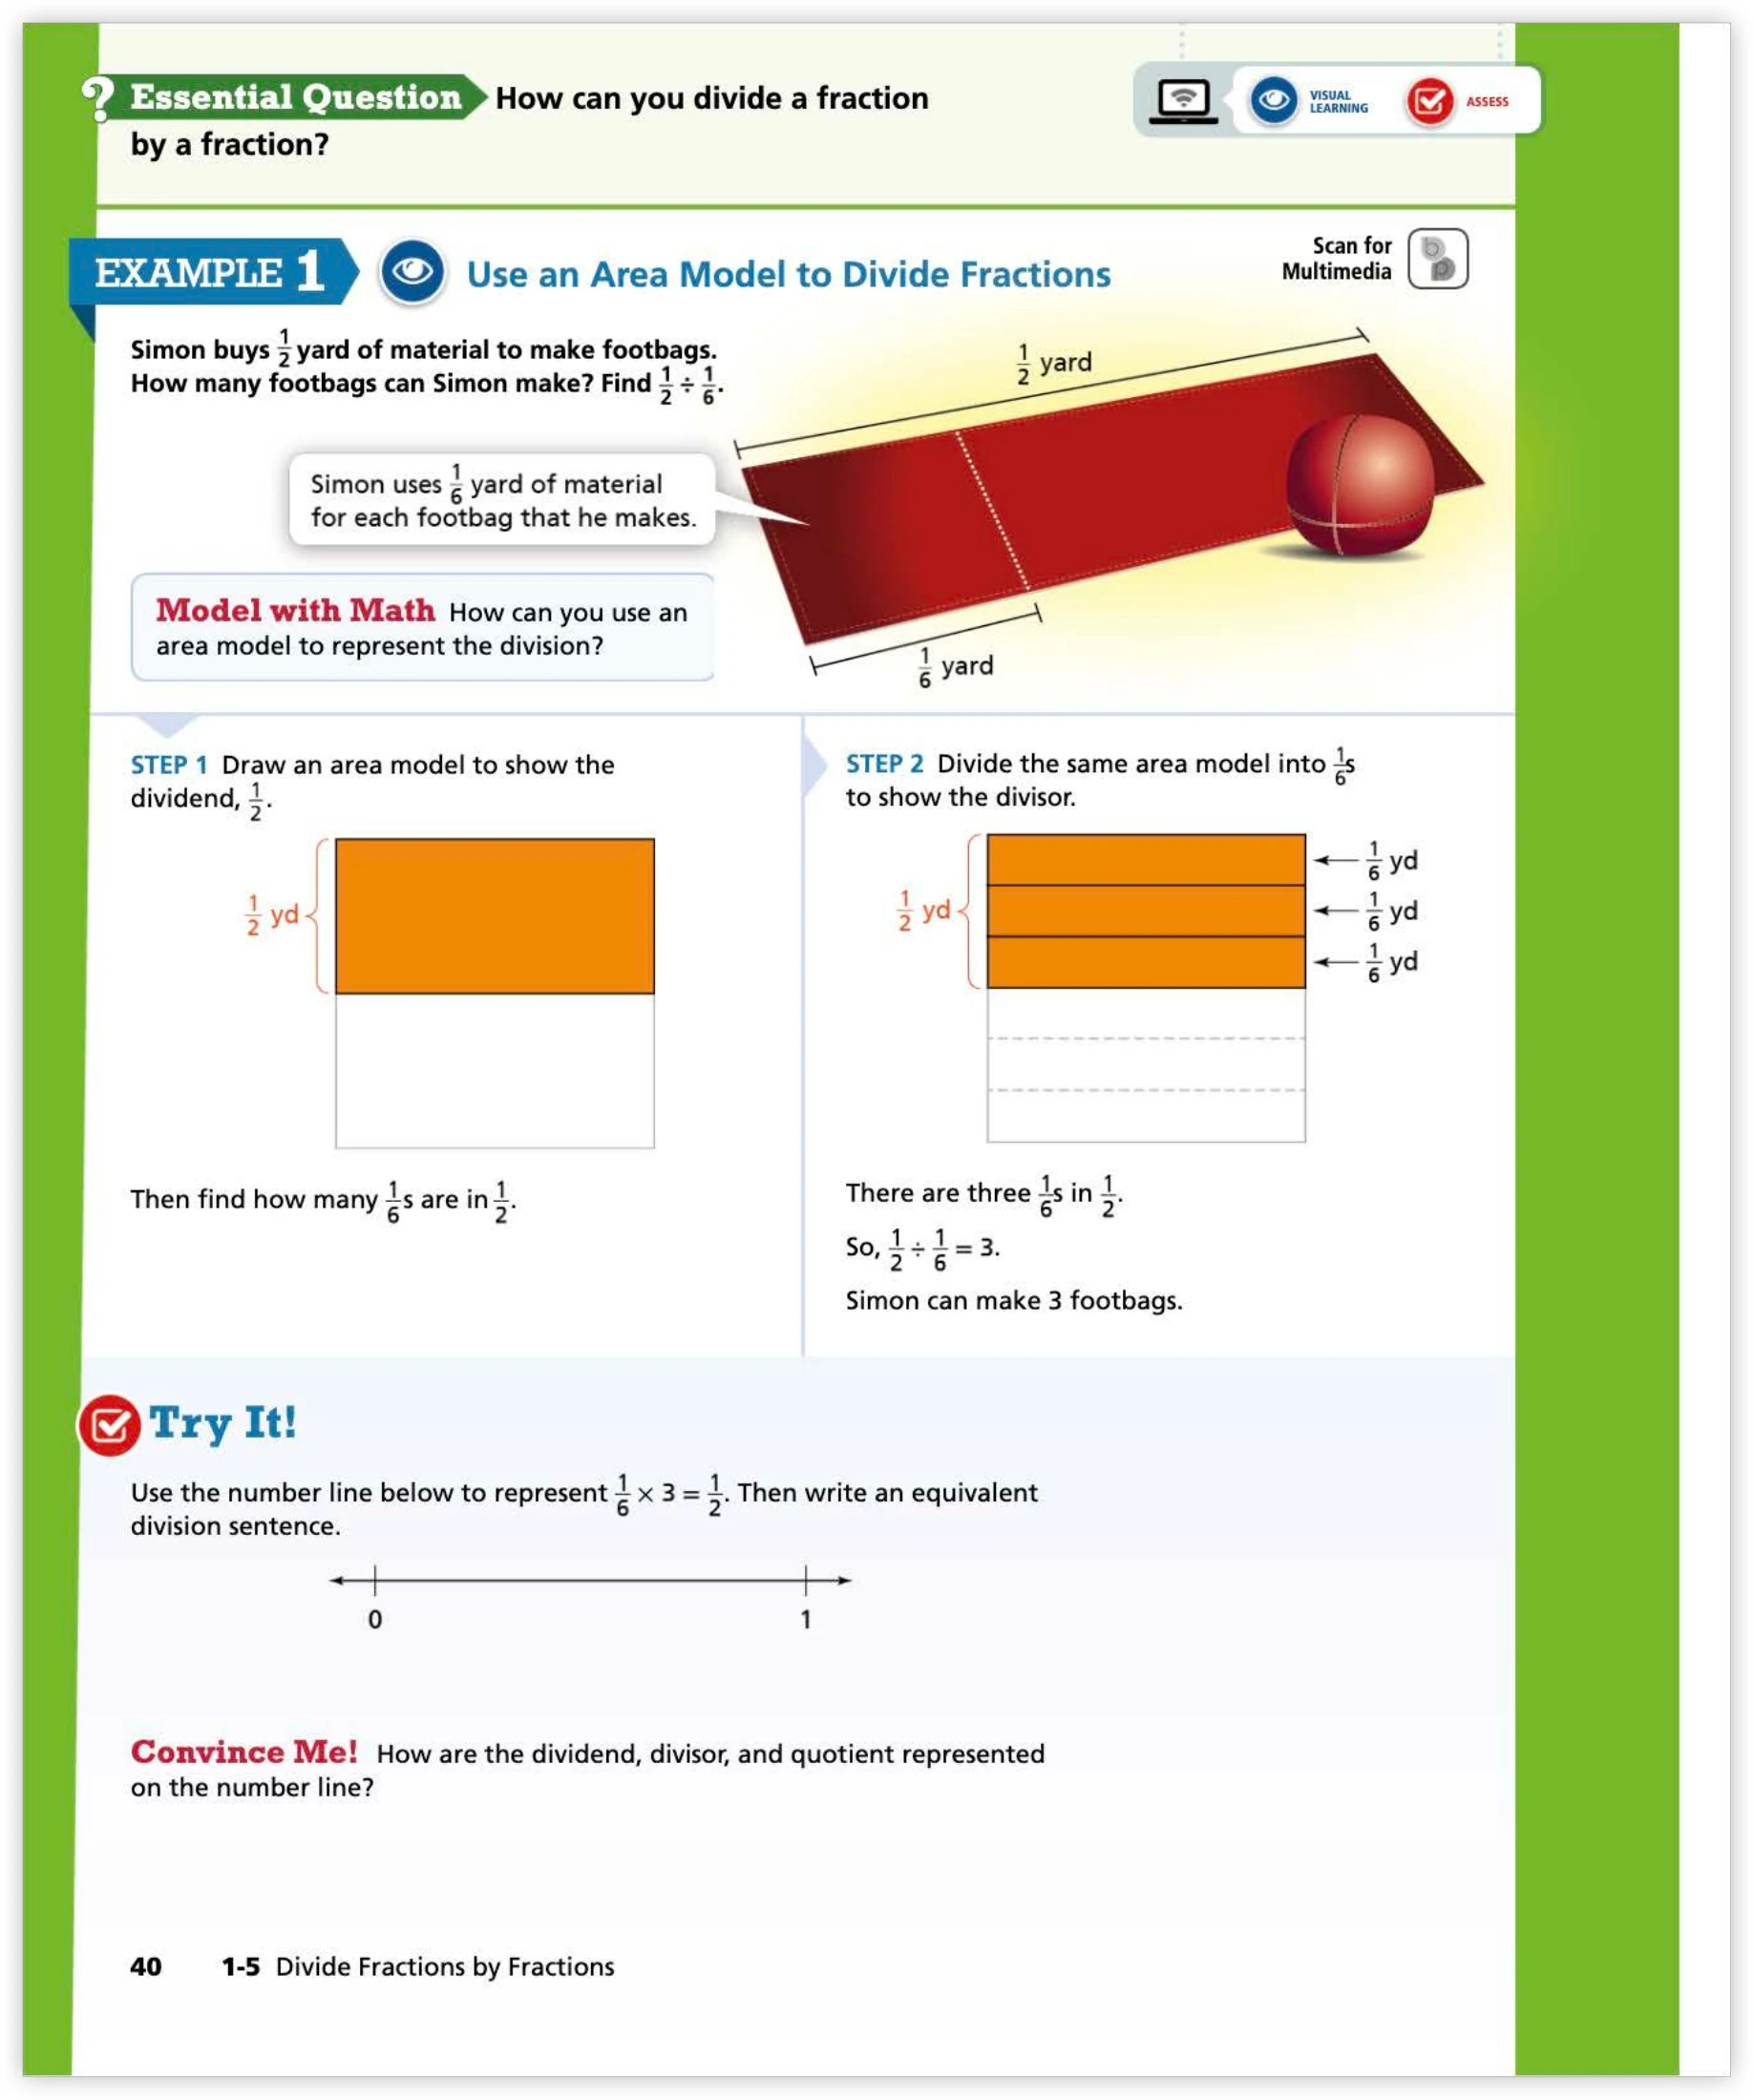 ? Essential Question How can you divide a fraction
by a fraction?
VISUAL
LEARNING
ASSESS
EXAMPLE 1 Use an Area Model to Divide Fractions
Scan for
Multimedia
Simon buys 1/2 yard of material to make footbags.
How many footbags can Simon make? Find 1/2 ÷ 1/6.
1/2 yard
Simon uses 1/6 yard of material
for each footbag that he makes.
Model with Math How can you use an
area model to represent the division?
1/6 yard
STEP 1 Draw an area model to show the
dividend, 1/2.
1/2 yd
Then find how many 1/6s are in 1/2.
STEP 2 Divide the same area model into 1/6s
to show the divisor.
1/2 yd
1/6 yd
1/6 yd
1/6 yd
There are three 1/6s in 1/2.
So, 1/2 ÷ 1/6 = 3.
Simon can make 3 footbags.
Try It!
Use the number line below to represent 1/6 × 3 = 1/2. Then write an equivalent
division sentence.
0 1
Convince Me! How are the dividend, divisor, and quotient represented
on the number line?
40 1-5 Divide Fractions by Fractions